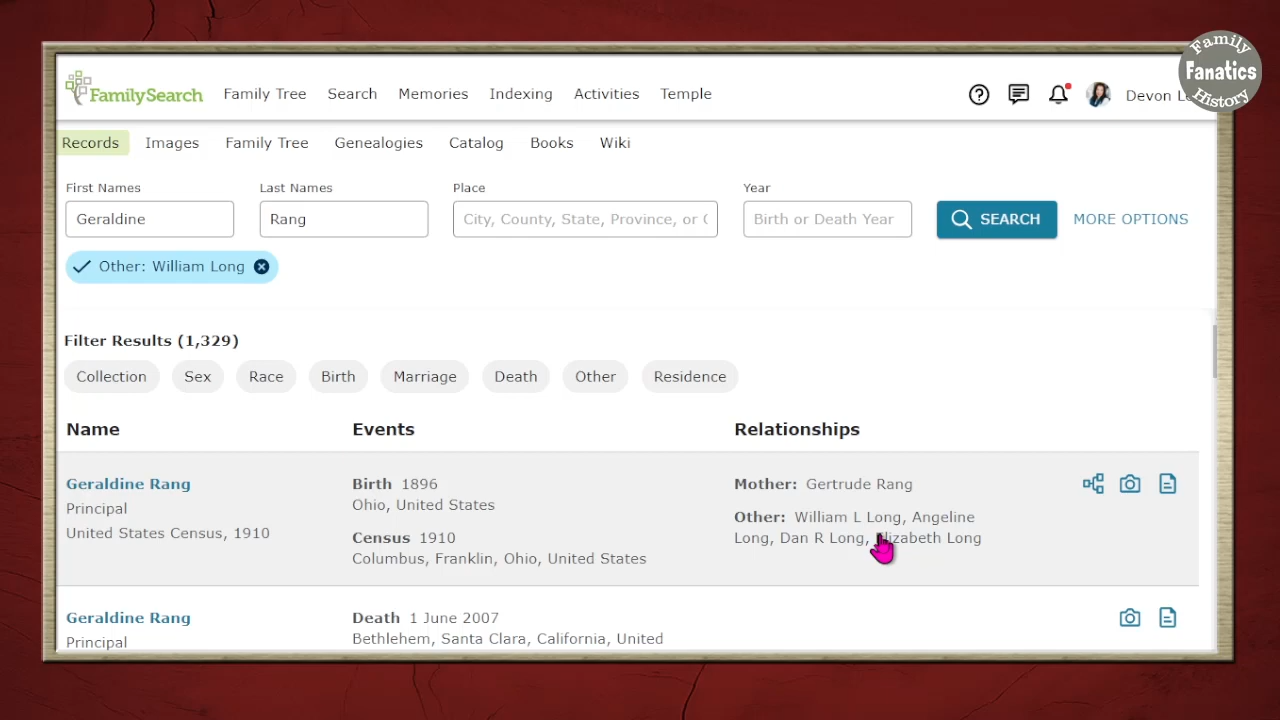 Family
Fanatics
History
FamilySearch Family Tree Search Memories Indexing Activities Temple Devon
Records Images Family Tree Genealogies Catalog Books Wiki
First Names Last Names Place Year
Geraldine Rang City, County, State, Province, or Birth or Death Year SEARCH MORE OPTIONS
Other: William Long
Filter Results (1,329)
Collection Sex Race Birth Marriage Death Other Residence
Name Events Relationships
Geraldine Rang Birth 1896 Mother: Gertrude Rang
Principal Ohio, United States Other: William L Long, Angeline
United States Census, 1910 Census 1910 Long, Dan R Long, Elizabeth Long
Columbus, Franklin, Ohio, United States
Geraldine Rang Death 1 June 2007
Principal Bethlehem, Santa Clara, California, United